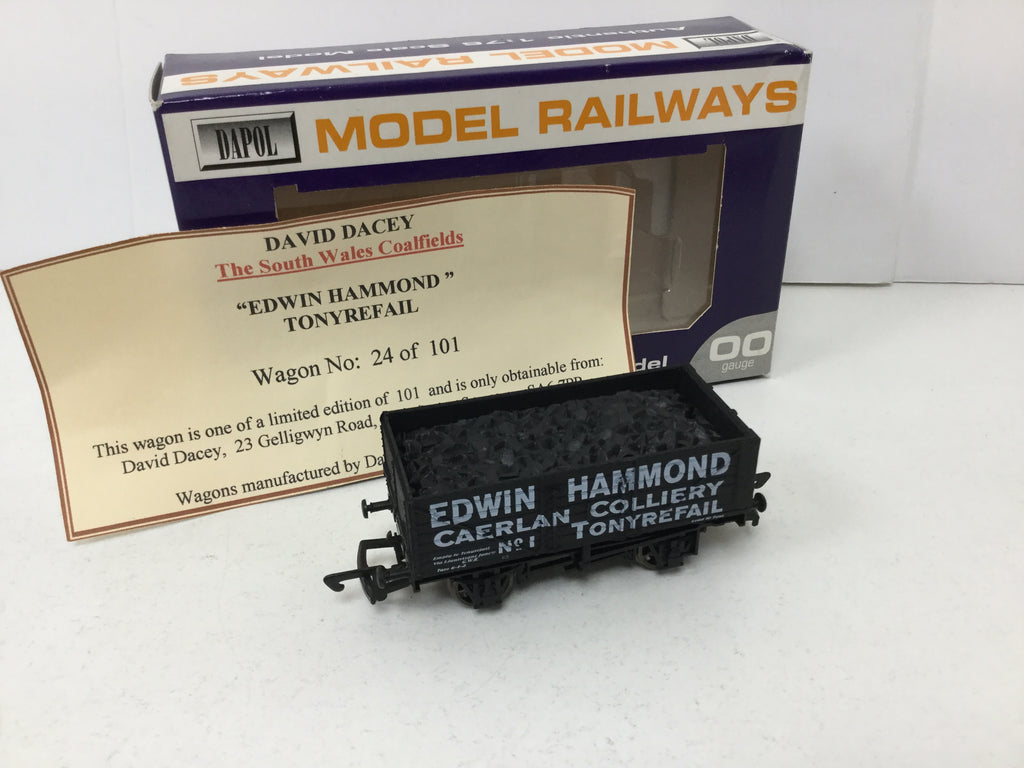 Authentic 1:76 Scale Model
MODEL RAILWAYS
DAPOL
DAPOL
MODEL RAILWAYS
DAVID DACEY
The South Wales Coalfields
“EDWIN HAMMOND ”
TONYREFAIL
Wagon No: 24 of 101
This wagon is one of a limited edition of 101 and is only obtainable from:
David Dacey, 23 Gelligwyn Road,
Wagons manufactured by
00
gauge
EDWIN HAMMOND
CAERLAN COLLIERY
Nº 1 TONYREFAIL